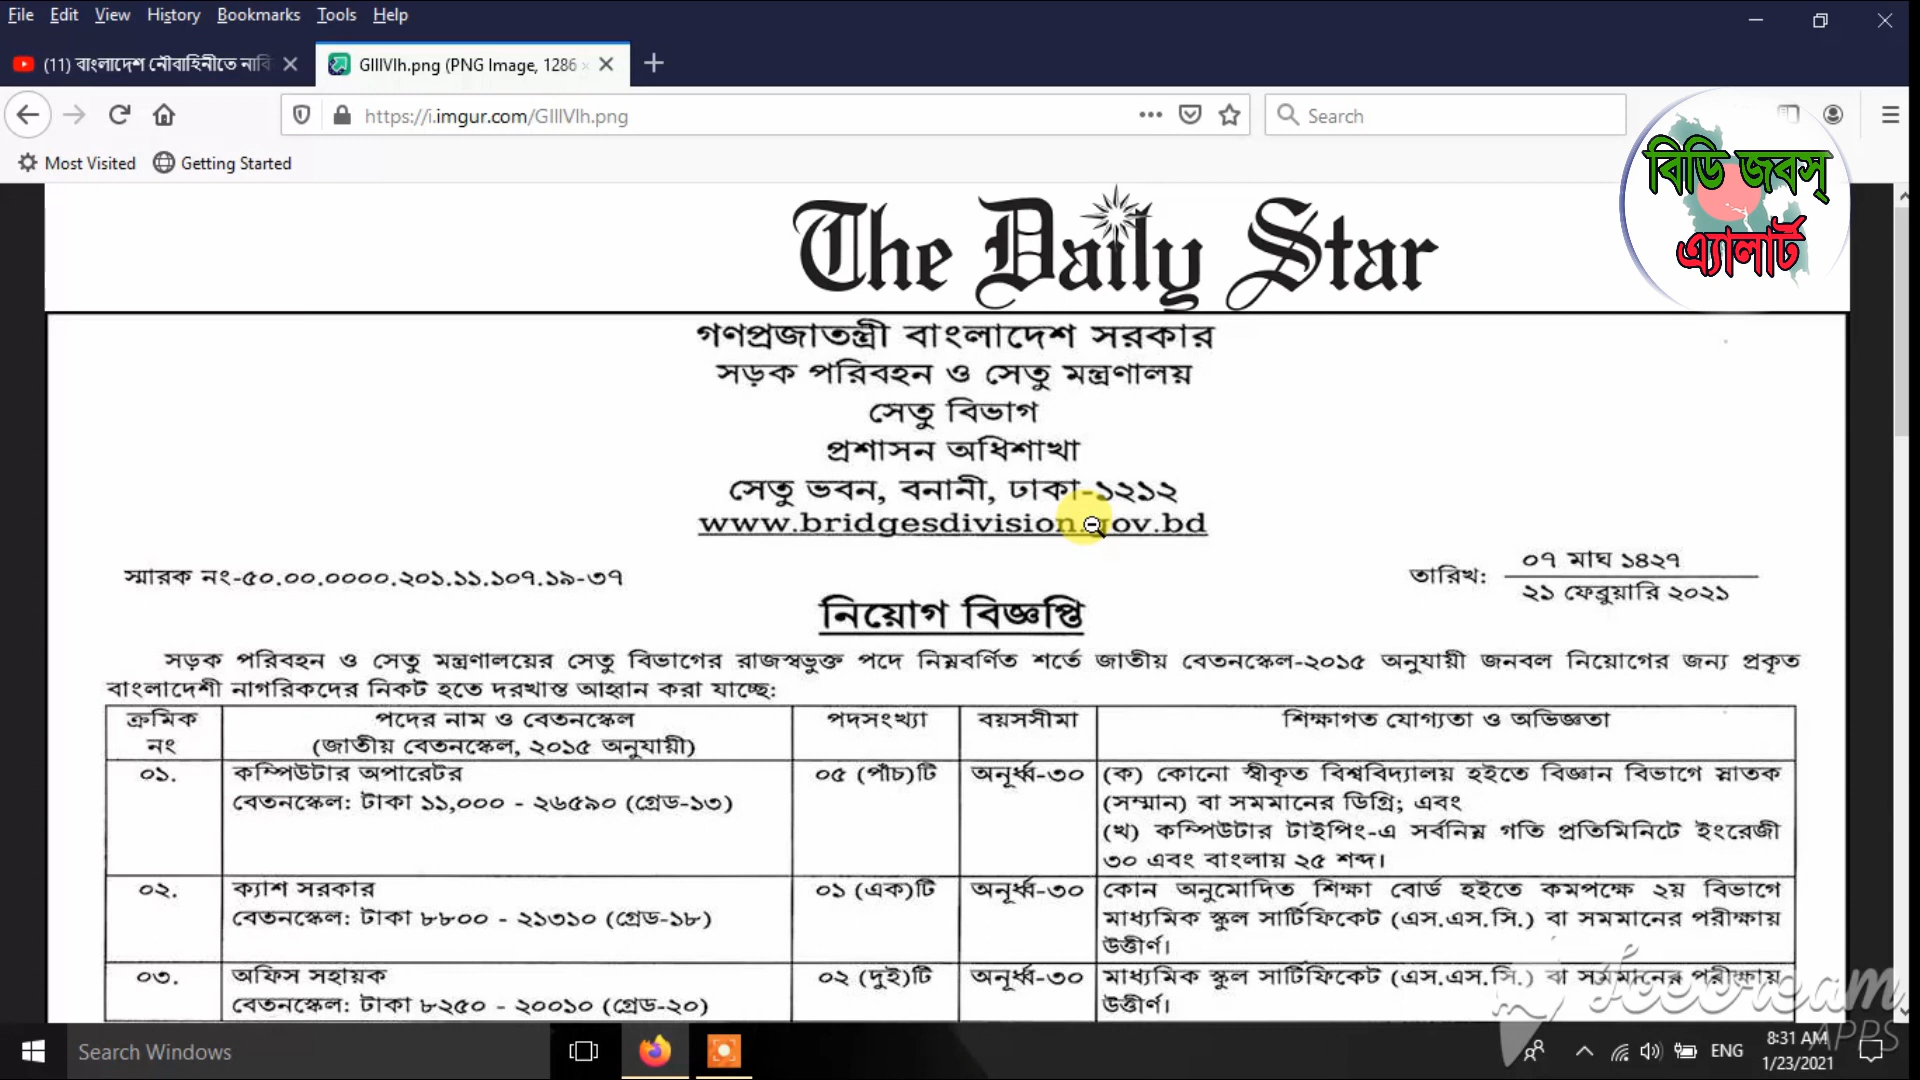 File Edit View History Bookmarks Tools Help
(11) বাংলাদেশ নৌবাহিনীতে নাবি
GIIIVIh.png (PNG Image, 1286 ×
https://i.imgur.com/GIIIVIh.png
Search
Most Visited Getting Started
বিডি জবস্
এ্যালার্ট
The Daily Star
গণপ্রজাতন্ত্রী বাংলাদেশ সরকার
সড়ক পরিবহন ও সেতু মন্ত্রণালয়
সেতু বিভাগ
প্রশাসন অধিশাখা
সেতু ভবন, বনানী, ঢাকা-১২১২
www.bridgesdivision.gov.bd
স্মারক নং-৫০.০০.০০০০.২০১.১১.১০৭.১৯-৩৭
তারিখ: ০৭ মাঘ ১৪২৭
২১ ফেব্রুয়ারি ২০২১
নিয়োগ বিজ্ঞপ্তি
সড়ক পরিবহন ও সেতু মন্ত্রণালয়ের সেতু বিভাগের রাজস্বভুক্ত পদে নিম্নবর্ণিত শর্তে জাতীয় বেতনস্কেল-২০১৫ অনুযায়ী জনবল নিয়োগের জন্য প্রকৃত
বাংলাদেশী নাগরিকদের নিকট হতে দরখাস্ত আহ্বান করা যাচ্ছে:
ক্রমিক নং
পদের নাম ও বেতনস্কেল
(জাতীয় বেতনস্কেল, ২০১৫ অনুযায়ী)
পদসংখ্যা
বয়সসীমা
শিক্ষাগত যোগ্যতা ও অভিজ্ঞতা
০১.
কম্পিউটার অপারেটর
বেতনস্কেল: টাকা ১১,০০০ - ২৬৫৯০ (গ্রেড-১৩)
০৫ (পাঁচ)টি
অনূর্ধ্ব-৩০
(ক) কোনো স্বীকৃত বিশ্ববিদ্যালয় হইতে বিজ্ঞান বিভাগে স্নাতক
(সম্মান) বা সমমানের ডিগ্রি; এবং
(খ) কম্পিউটার টাইপিং-এ সর্বনিম্ন গতি প্রতিমিনিটে ইংরেজী
৩০ এবং বাংলায় ২৫ শব্দ।
০২.
ক্যাশ সরকার
বেতনস্কেল: টাকা ৮৮০০ - ২১৩১০ (গ্রেড-১৮)
০১ (এক)টি
অনূর্ধ্ব-৩০
কোন অনুমোদিত শিক্ষা বোর্ড হইতে কমপক্ষে ২য় বিভাগে
মাধ্যমিক স্কুল সার্টিফিকেট (এস.এস.সি.) বা সমমানের পরীক্ষায়
উত্তীর্ণ।
০৩.
অফিস সহায়ক
বেতনস্কেল: টাকা ৮২৫০ - ২০০১০ (গ্রেড-২০)
০২ (দুই)টি
অনূর্ধ্ব-৩০
মাধ্যমিক স্কুল সার্টিফিকেট (এস.এস.সি.) বা সমমানের পরীক্ষায়
উত্তীর্ণ।
Icecream
APPS
Search Windows
ENG
8:31 AM
1/23/2021